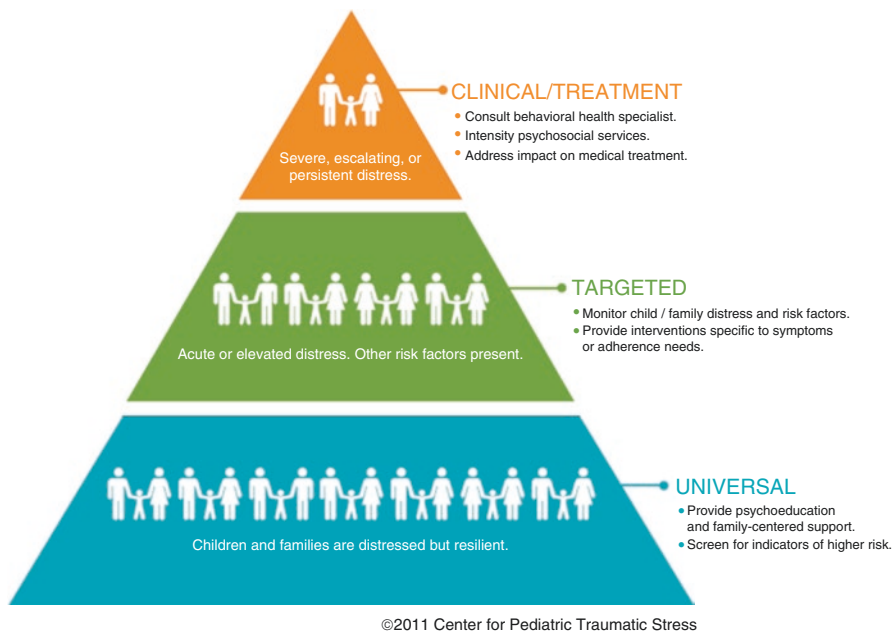 CLINICAL/TREATMENT
• Consult behavioral health specialist.
• Intensity psychosocial services.
• Address impact on medical treatment.
Severe, escalating, or
persistent distress.
TARGETED
• Monitor child / family distress and risk factors.
• Provide interventions specific to symptoms
or adherence needs.
Acute or elevated distress. Other risk factors present.
UNIVERSAL
• Provide psychoeducation
and family-centered support.
• Screen for indicators of higher risk.
Children and families are distressed but resilient.
©2011 Center for Pediatric Traumatic Stress